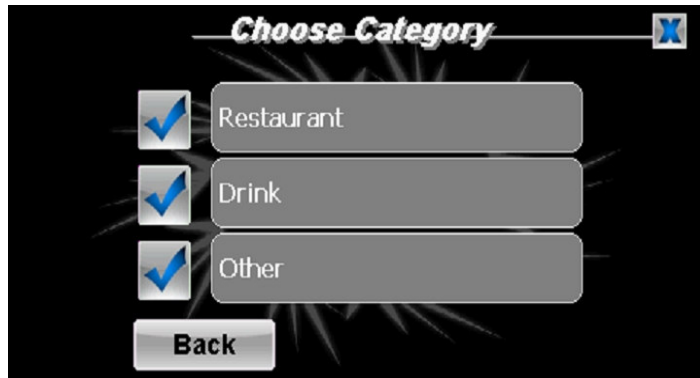 Choose Category
X
Restaurant
Drink
Other
Back